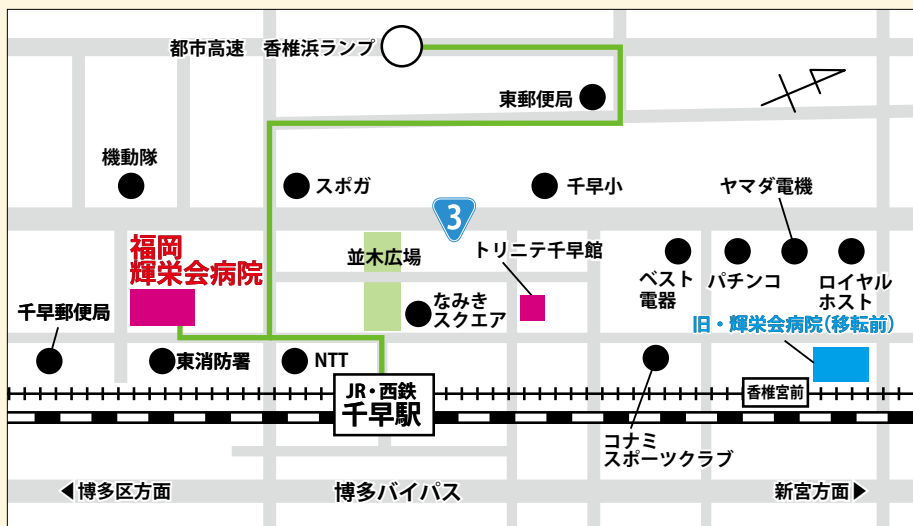 都市高速　香椎浜ランプ
東郵便局
機動隊
スポガ
千早小
ヤマダ電機
3
福岡
輝栄会病院
並木広場
トリニテ千早館
ベスト
電器
パチンコ
ロイヤル
ホスト
なみき
スクエア
千早郵便局
旧・輝栄会病院(移転前)
東消防署
NTT
JR・西鉄
千早駅
香椎宮前
コナミ
スポーツクラブ
◀博多区方面
博多バイパス
新宮方面▶